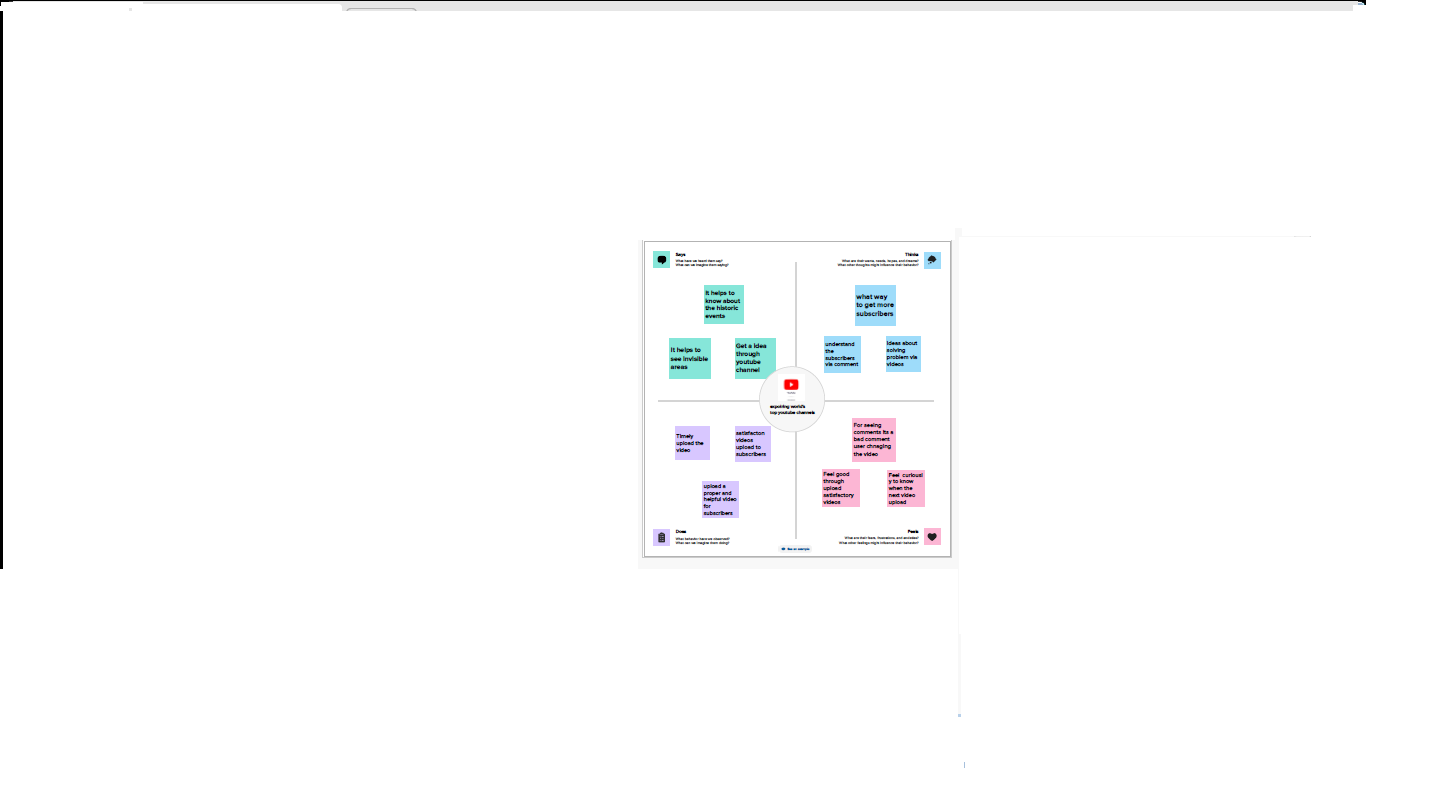 Says
What have we heard them say?
What can we imagine them saying?
Thinks
What are their wants, needs, hopes, and dreams?
What other thoughts might influence their behavior?
It helps to
know about
the historic
events
It helps to
see invisible
areas
Get a idea
through
youtube
channel
what way
to get more
subscribers
understand
the
subscribers
via comment
Ideas about
solving
problem via
videos
world's
top youtube channels
Timely
upload the
video
satisfacton
videos
upload to
subscribers
upload a
proper and
helpful video
for
subscribers
For seeing
comments its a
bad comment
user chneging
the video
Feel good
through
upload
satisfactory
videos
Feel curiousl
y to know
when the
next video
upload
Does
What behavior have we observed?
What can we imagine them doing?
Feels
What are their fears, frustrations, and anxieties?
What other feelings might influence their behavior?
See an example